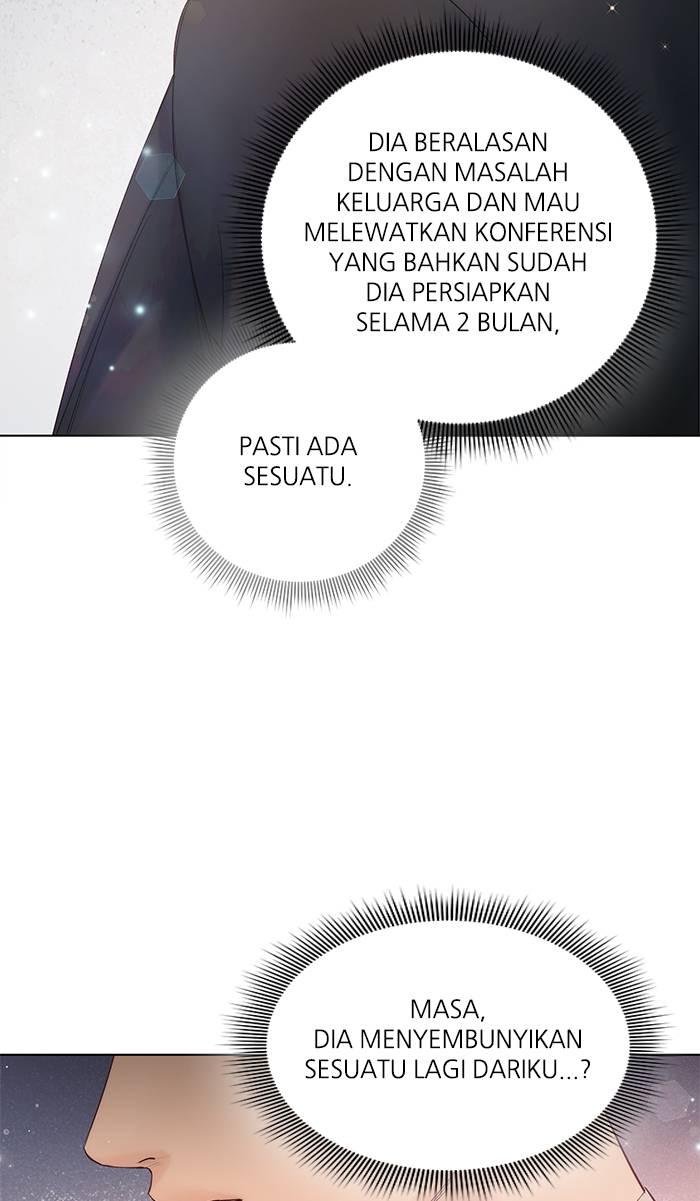 DIA BERALASAN
DENGAN MASALAH
KELUARGA DAN MAU
MELEWATKAN KONFERENSI
YANG BAHKAN SUDAH
DIA PERSIAPKAN
SELAMA 2 BULAN,
PASTI ADA
SESUATU.
MASA,
DIA MENYEMBUNYIKAN
SESUATU LAGI DARIKU...?